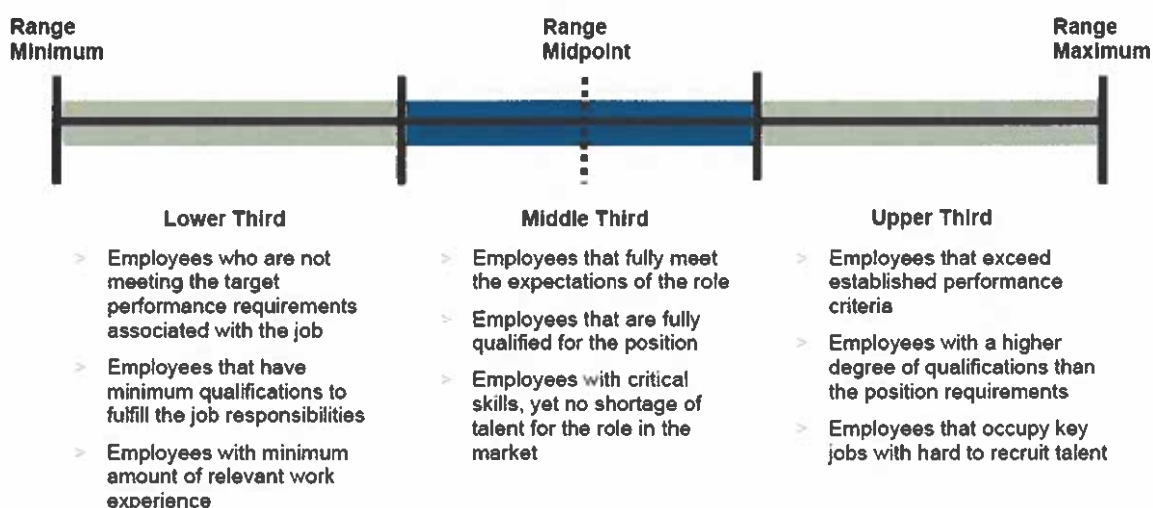 Range
Minimum
Range
Midpoint
Range
Maximum
Lower Third
> Employees who are not
meeting the target
performance requirements
associated with the job
> Employees that have
minimum qualifications to
fulfill the job responsibilities
> Employees with minimum
amount of relevant work
experience
Middle Third
> Employees that fully meet
the expectations of the role
> Employees that are fully
qualified for the position
> Employees with critical
skills, yet no shortage of
talent for the role in the
market
Upper Third
> Employees that exceed
established performance
criteria
> Employees with a higher
degree of qualifications than
the position requirements
> Employees that occupy key
jobs with hard to recruit talent